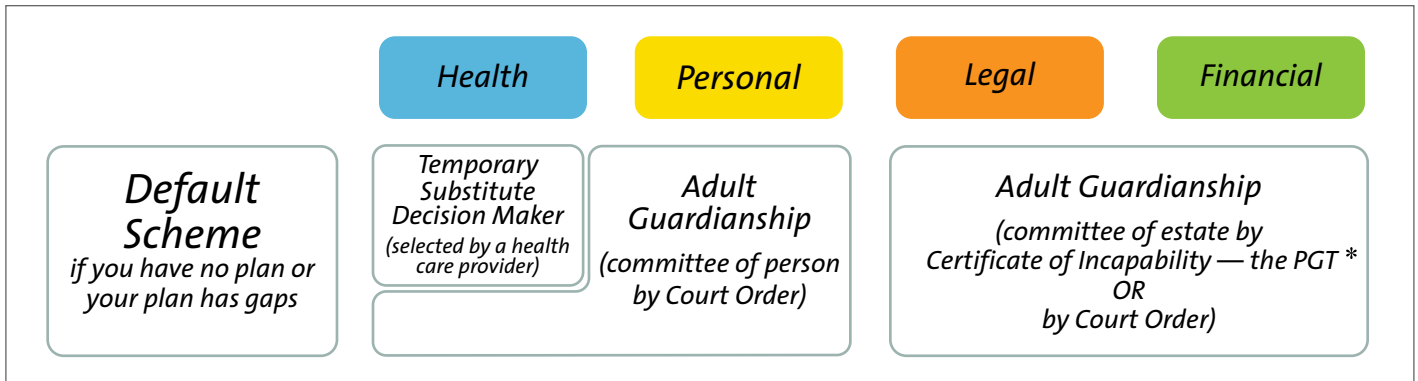 Health
Personal
Legal
Financial
Default
Scheme
if you have no plan or
your plan has gaps
Temporary
Substitute
Decision Maker
(selected by a health
care provider)
Adult
Guardianship
(committee of person
by Court Order)
Adult Guardianship
(committee of estate by
Certificate of Incapability — the PGT *
OR
by Court Order)